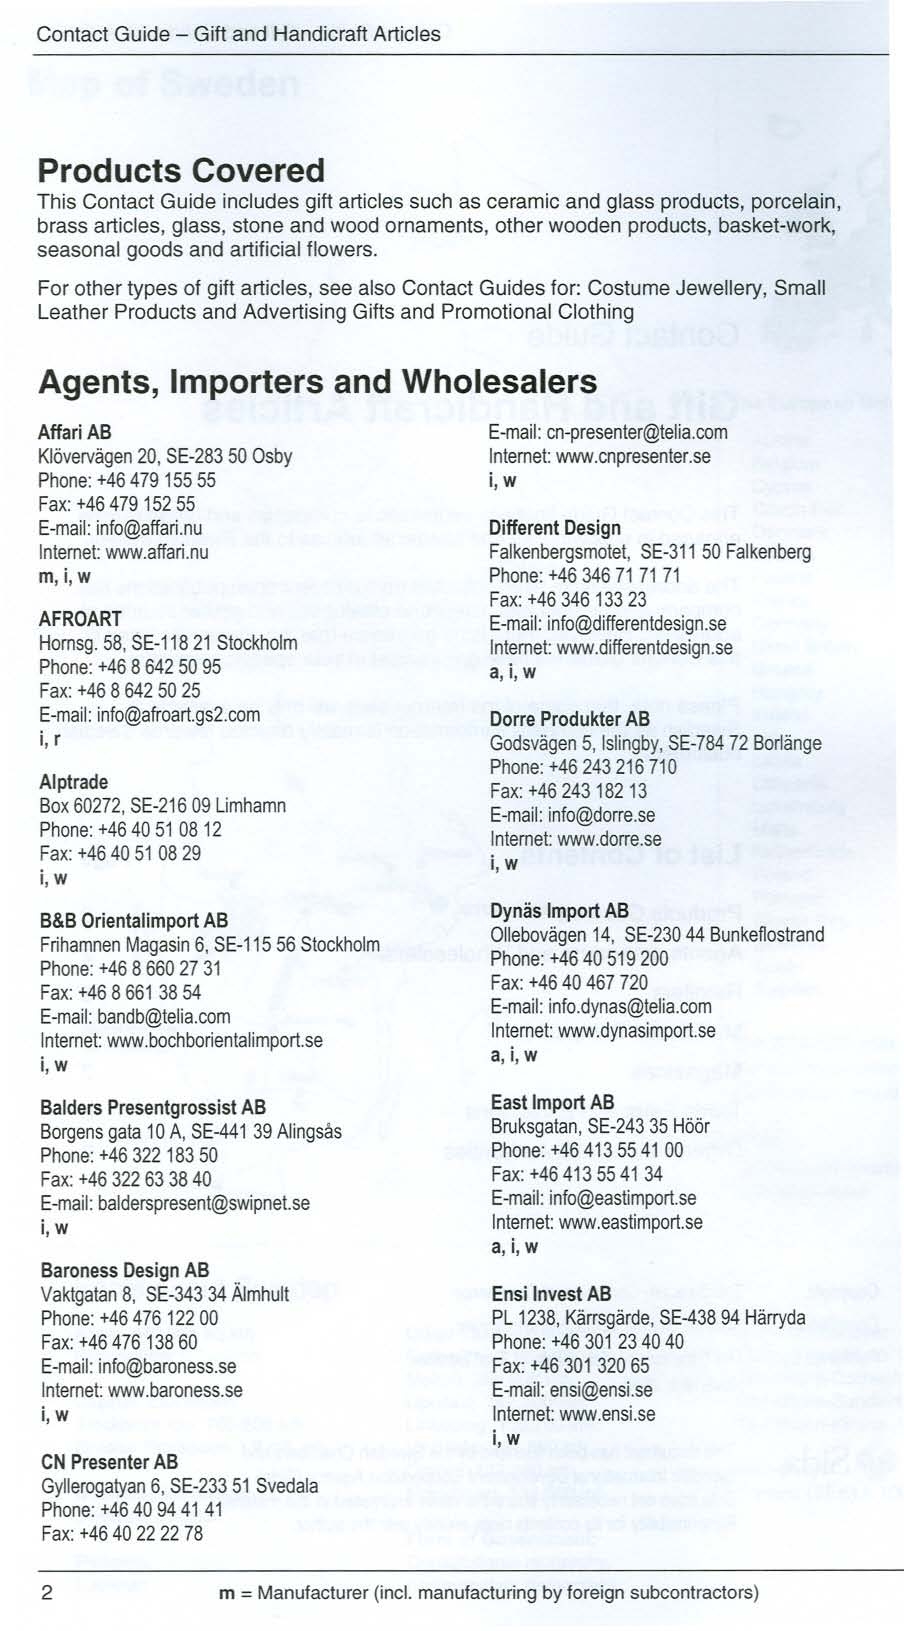 Contact Guide – Gift and Handicraft Articles
Products Covered
This Contact Guide includes gift articles such as ceramic and glass products, porcelain,
brass articles, glass, stone and wood ornaments, other wooden products, basket-work,
seasonal goods and artificial flowers.
For other types of gift articles, see also Contact Guides for: Costume Jewellery, Small
Leather Products and Advertising Gifts and Promotional Clothing
Agents, Importers and Wholesalers
Affari AB
Klövervägen 20, SE-283 50 Osby
Phone: +46 479 155 55
Fax: +46 479 152 55
E-mail: info@affari.nu
Internet: www.affari.nu
m, i, w
AFROART
Hornsg. 58, SE-118 21 Stockholm
Phone: +46 8 642 50 95
Fax: +46 8 642 50 25
E-mail: info@afroart.gs2.com
i, r
Alptrade
Box 60272, SE-216 09 Limhamn
Phone: +46 40 51 08 12
Fax: +46 40 51 08 29
i, w
B&B Orientalimport AB
Frihamnen Magasin 6, SE-115 56 Stockholm
Phone: +46 8 660 27 31
Fax: +46 8 661 38 54
E-mail: bandb@telia.com
Internet: www.bochborientalimport.se
i, w
Balders Presentgrossist AB
Borgens gata 10 A, SE-441 39 Alingsås
Phone: +46 322 183 50
Fax: +46 322 63 38 40
E-mail: balderspresent@swipnet.se
i, w
Baroness Design AB
Vaktgatan 8, SE-343 34 Älmhult
Phone: +46 476 122 00
Fax: +46 476 138 60
E-mail: info@baroness.se
Internet: www.baroness.se
i, w
CN Presenter AB
Gyllerogatyan 6, SE-233 51 Svedala
Phone: +46 40 94 41 41
Fax: +46 40 22 22 78
E-mail: cn-presenter@telia.com
Internet: www.cnpresenter.se
i, w
Different Design
Falkenbergsmotet, SE-311 50 Falkenberg
Phone: +46 346 71 71 71
Fax: +46 346 133 23
E-mail: info@differentdesign.se
Internet: www.differentdesign.se
a, i, w
Dorre Produkter AB
Godsvägen 5, Islingby, SE-784 72 Borlänge
Phone: +46 243 216 710
Fax: +46 243 182 13
E-mail: info@dorre.se
Internet: www.dorre.se
i, w
Dynäs Import AB
Ollebovägen 14, SE-230 44 Bunkeflostrand
Phone: +46 40 519 200
Fax: +46 40 467 720
E-mail: info.dynas@telia.com
Internet: www.dynasimport.se
a, i, w
East Import AB
Bruksgatan, SE-243 35 Höör
Phone: +46 413 55 41 00
Fax: +46 413 55 41 34
E-mail: info@eastimport.se
Internet: www.eastimport.se
a, i, w
Ensi Invest AB
PL 1238, Kärrsgärde, SE-438 94 Härryda
Phone: +46 301 23 40 40
Fax: +46 301 320 65
E-mail: ensi@ensi.se
Internet: www.ensi.se
i, w
2 m = Manufacturer (incl. manufacturing by foreign subcontractors)